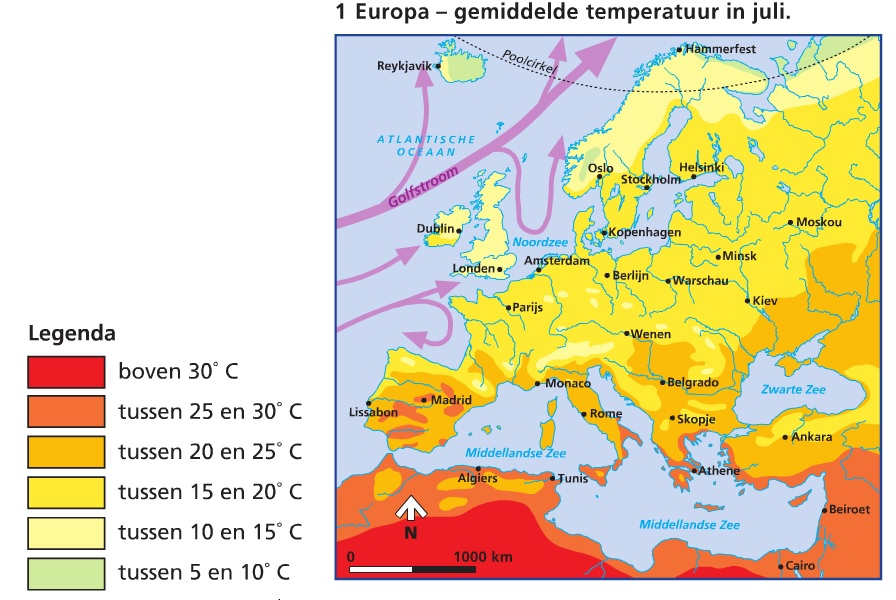 1 Europa – gemiddelde temperatuur in juli.
Hammerfest
Poolcirkel
Reykjavik
ATLANTISCHE
OCEAAN
Golfstroom
Oslo
Helsinki
Stockholm
Moskou
Dublin
Kopenhagen
Noordzee
Amsterdam
Minsk
Londen
Berlijn
Warschau
Kiev
Parijs
Wenen
Legenda
boven 30° C
tussen 25 en 30° C
tussen 20 en 25° C
tussen 15 en 20° C
tussen 10 en 15° C
tussen 5 en 10° C
Monaco
Belgrado
Zwarte Zee
Madrid
Lissabon
Rome
Skopje
Ankara
Middellandse Zee
Athene
Algiers
Tunis
Beiroet
Middellandse Zee
N
0 1000 km
Cairo